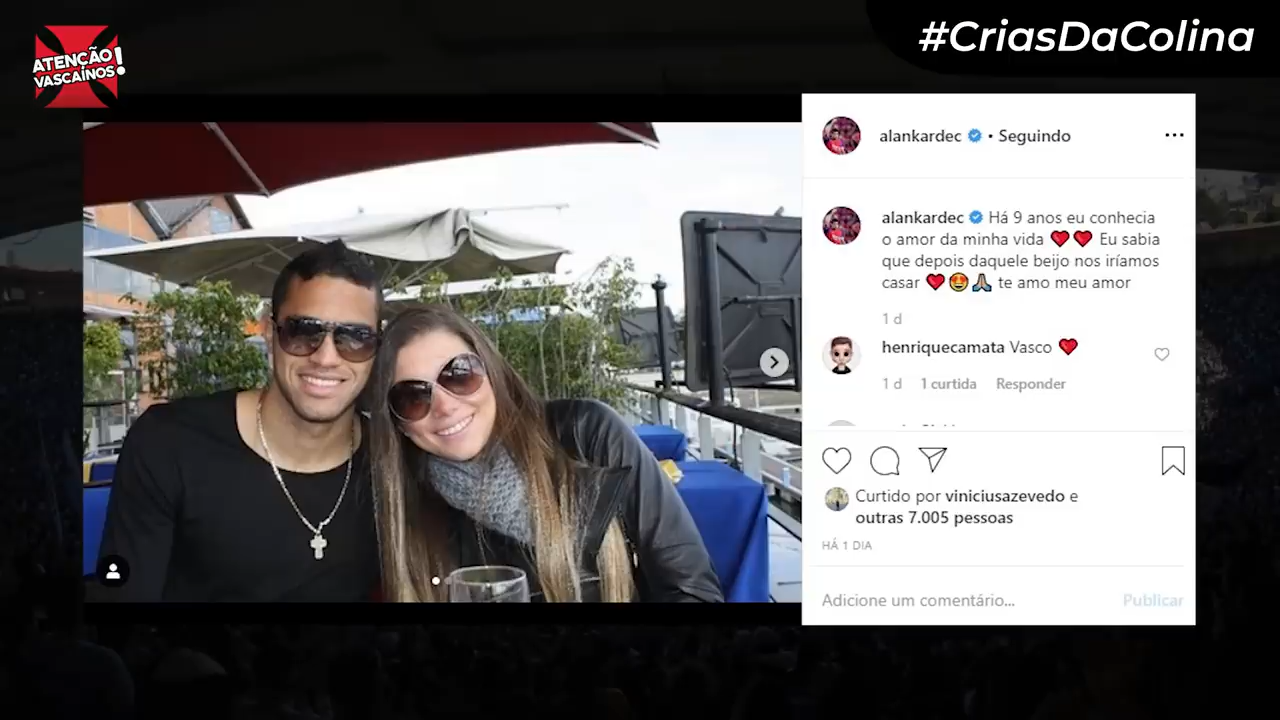 ATENÇÃO
VASCAÍNOS!
#CriasDaColina
alankardec • Seguindo
alankardec Há 9 anos eu conhecia
o amor da minha vida ❤️❤️ Eu sabia
que depois daquele beijo nos iríamos
casar ❤️😍🙏🏼 te amo meu amor
1 d
henriquecamata Vasco ❤️
1 d 1 curtida Responder
Curtido por viniciusazevedo e
outras 7.005 pessoas
HÁ 1 DIA
Adicione um comentário... Publicar